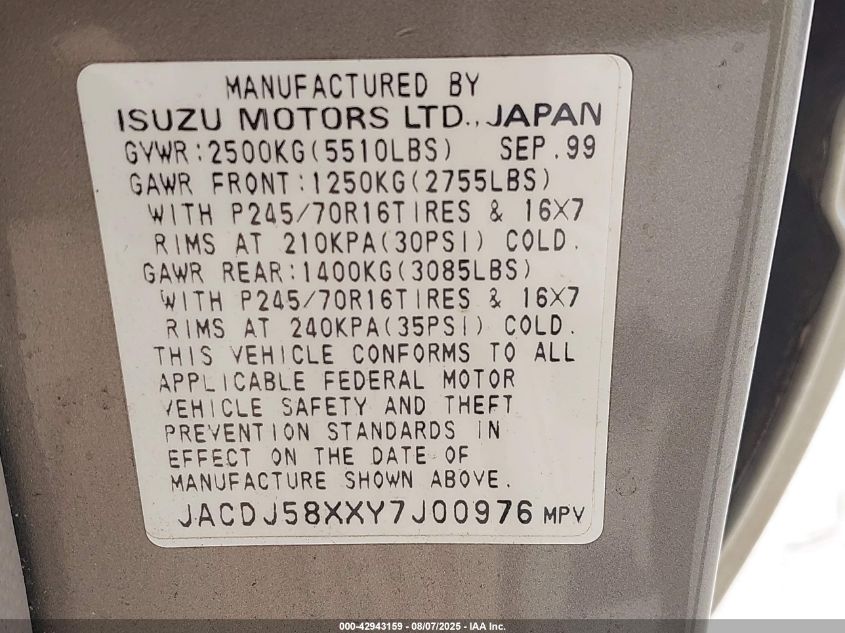 MANUFACTURED BY
ISUZU MOTORS LTD., JAPAN
GVWR:2500KG(5510LBS) SEP.99
GAWR FRONT:1250KG(2755LBS)
WITH P245/70R16TIRES & 16X7
RIMS AT 210KPA(30PSI) COLD.
GAWR REAR:1400KG(3085LBS)
WITH P245/70R16TIRES & 16X7
RIMS AT 240KPA(35PSI) COLD.
THIS VEHICLE CONFORMS TO ALL
APPLICABLE FEDERAL MOTOR
VEHICLE SAFETY AND THEFT
PREVENTION STANDARDS IN
EFFECT ON THE DATE OF
MANUFACTURE SHOWN ABOVE.
JACDJ58XXY7J00976 MPV
000-42943159 - 08/07/2025 - IAA Inc.